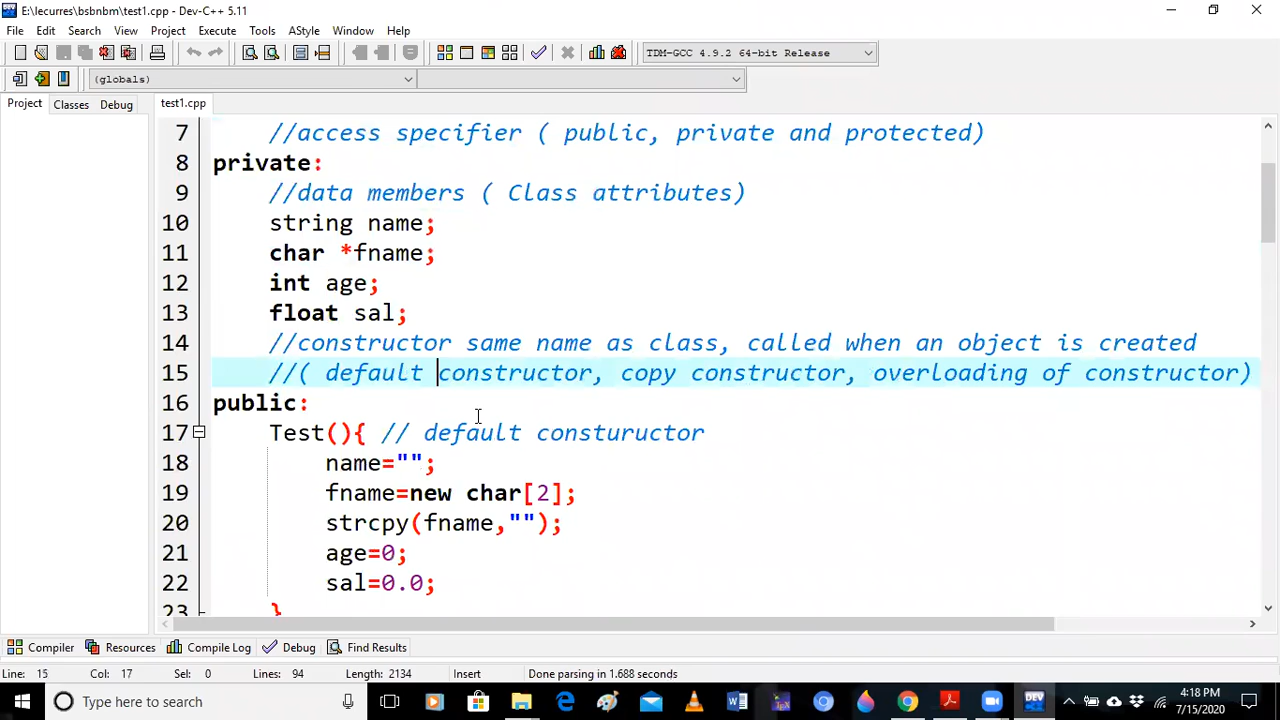 E:\lecurres\bsbnbm\test1.cpp - Dev-C++ 5.11
File Edit Search View Project Execute Tools AStyle Window Help
TDM-GCC 4.9.2 64-bit Release
(globals)
Project Classes Debug test1.cpp
7 //access specifier ( public, private and protected)
8 private:
9 //data members ( Class attributes)
10 string name;
11 char *fname;
12 int age;
13 float sal;
14 //constructor same name as class, called when an object is created
15 //( default constructor, copy constructor, overloading of constructor)
16 public:
17 Test(){ // default constuructor
18 name="";
19 fname=new char[2];
20 strcpy(fname,"");
21 age=0;
22 sal=0.0;
23 }
Compiler Resources Compile Log Debug Find Results
Line: 15 Col: 17 Sel: 0 Lines: 94 Length: 2134 Insert Done parsing in 1.688 seconds
Type here to search
4:18 PM
7/15/2020